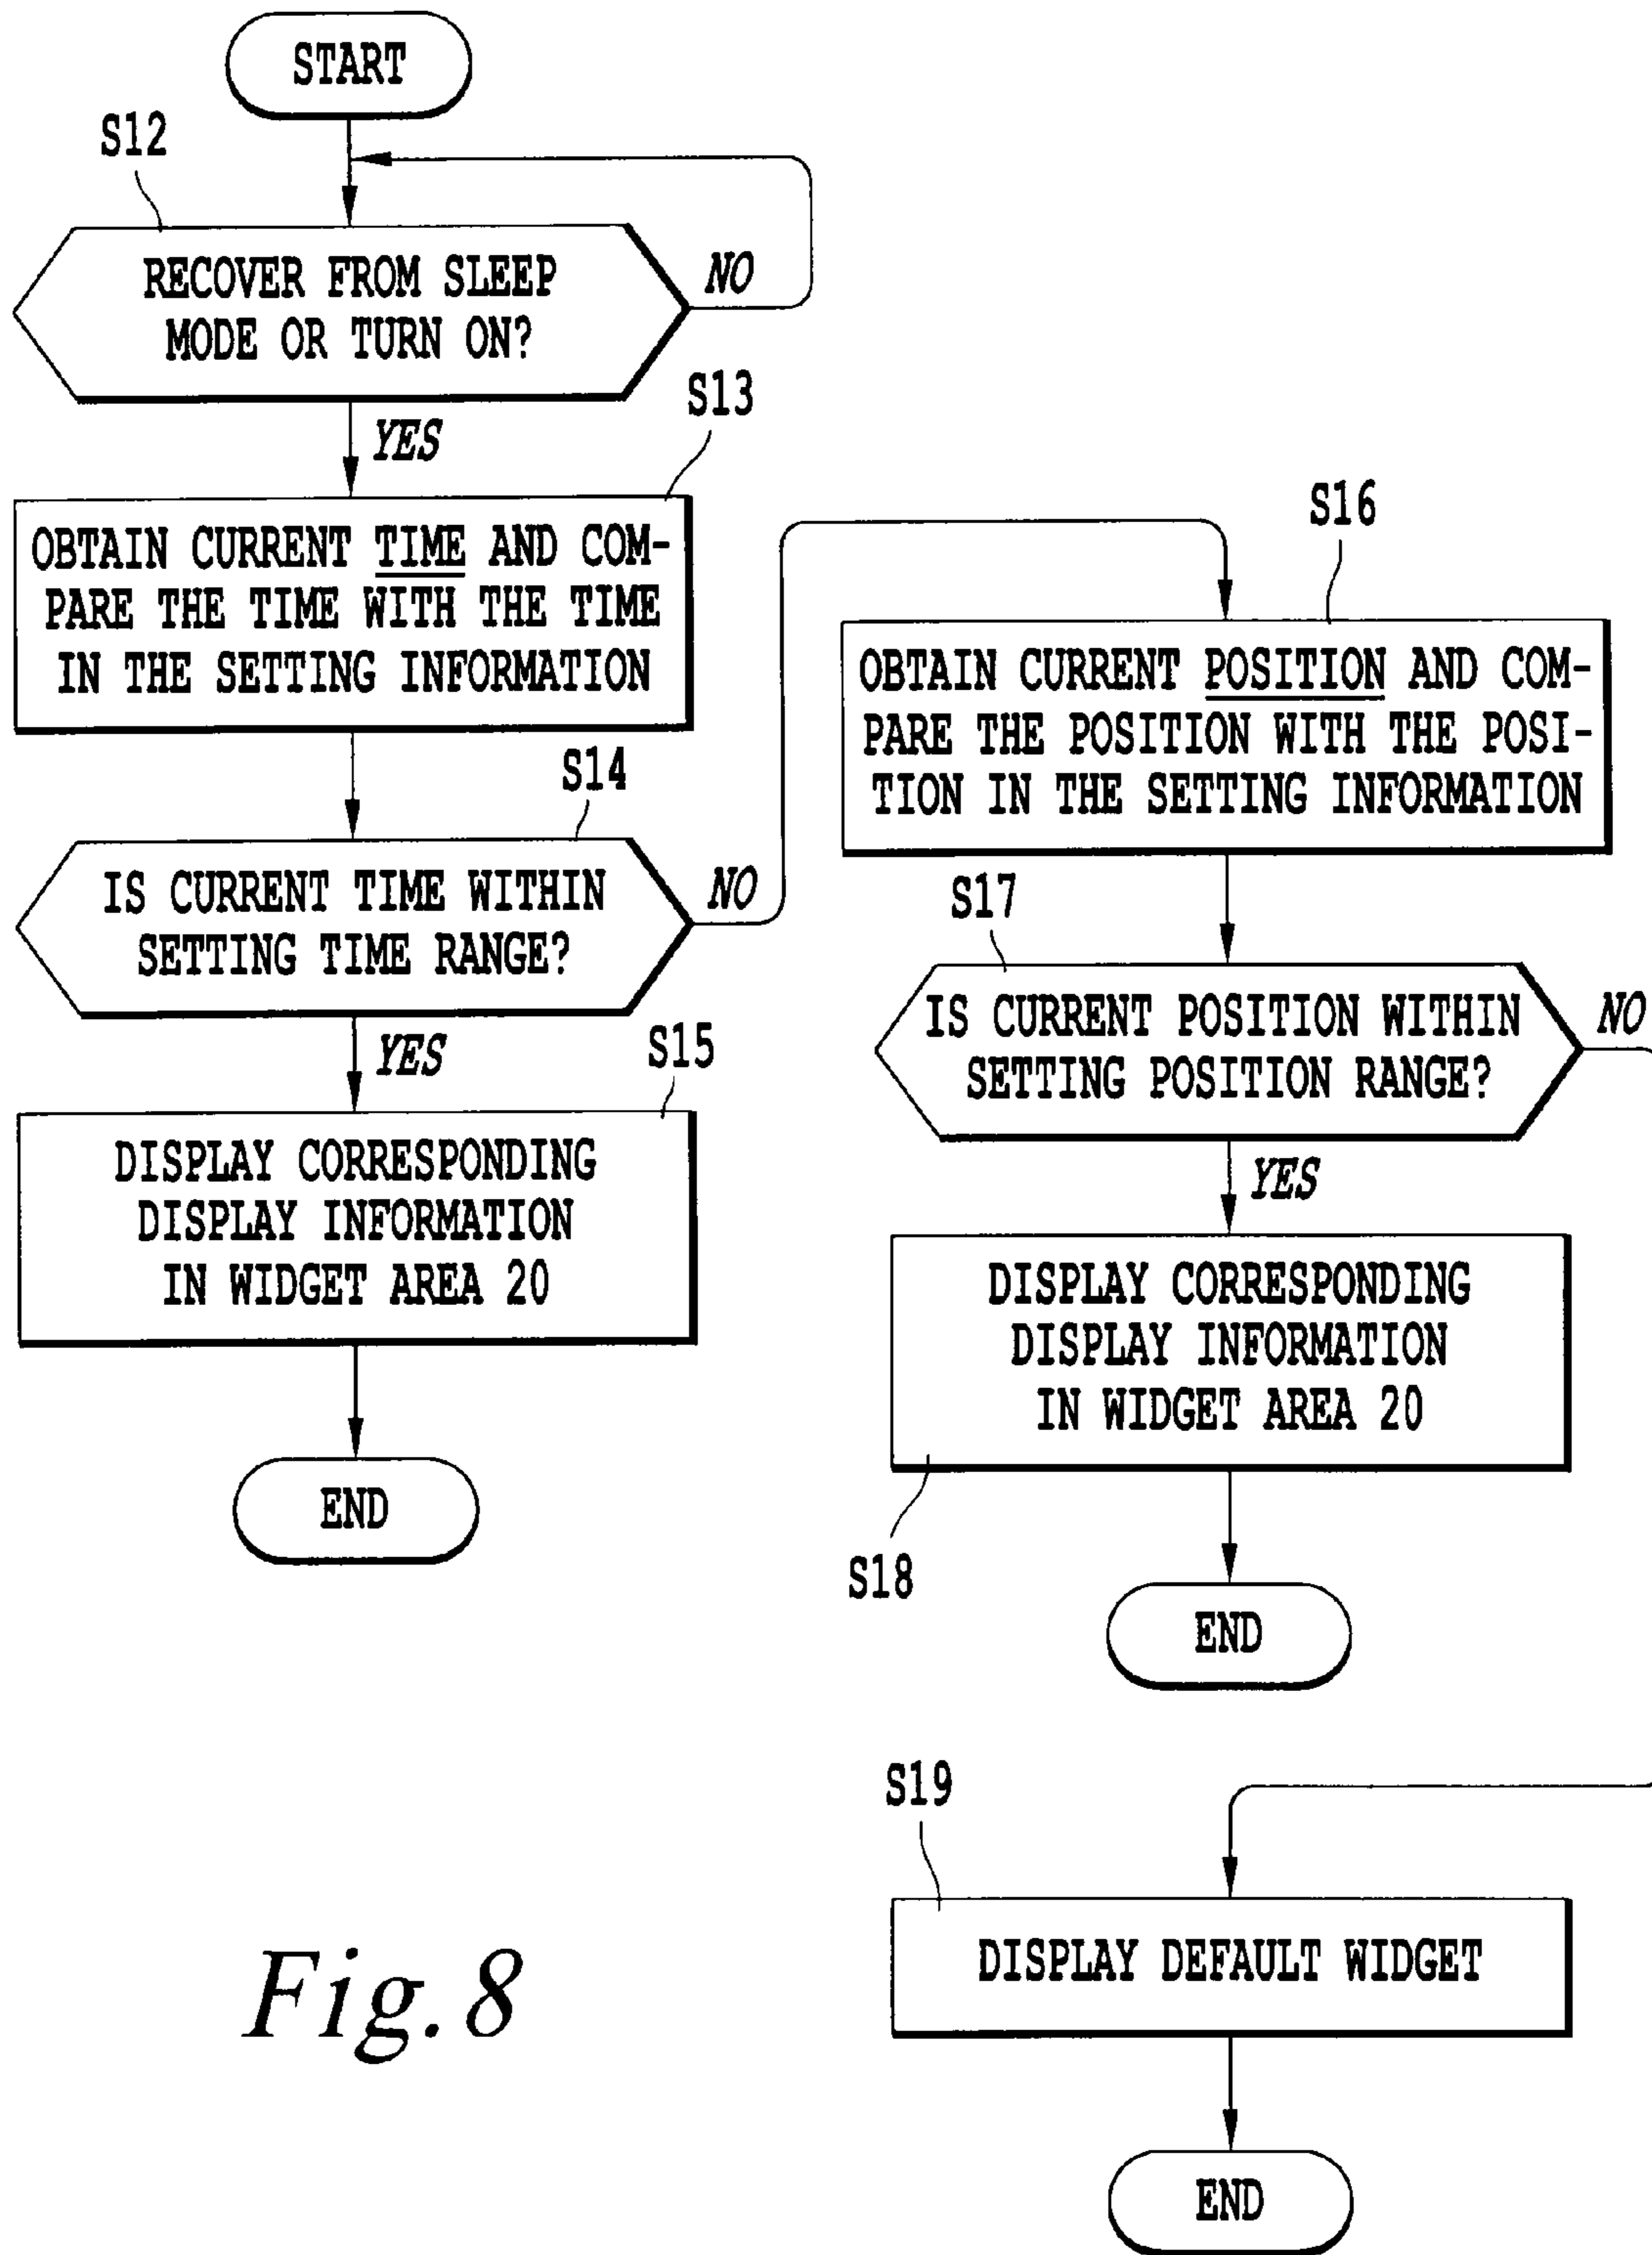 START
S12
RECOVER FROM SLEEP
MODE OR TURN ON?
NO
YES
S13
OBTAIN CURRENT TIME AND COM-
PARE THE TIME WITH THE TIME
IN THE SETTING INFORMATION
S14
IS CURRENT TIME WITHIN
SETTING TIME RANGE?
NO
YES
S15
DISPLAY CORRESPONDING
DISPLAY INFORMATION
IN WIDGET AREA 20
END
S16
OBTAIN CURRENT POSITION AND COM-
PARE THE POSITION WITH THE POSI-
TION IN THE SETTING INFORMATION
S17
IS CURRENT POSITION WITHIN
SETTING POSITION RANGE?
NO
YES
DISPLAY CORRESPONDING
DISPLAY INFORMATION
IN WIDGET AREA 20
S18
END
S19
DISPLAY DEFAULT WIDGET
END
Fig. 8